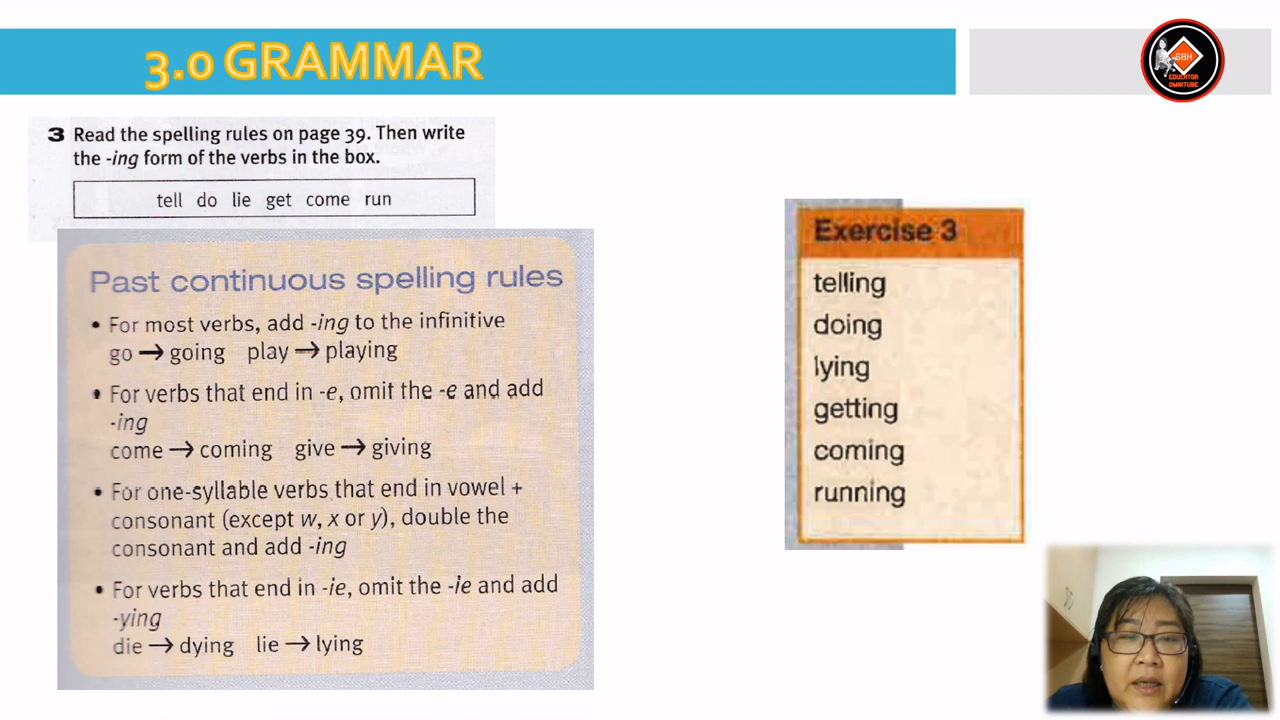 3.0 GRAMMAR
GBH
EDUCATOR
OMNITUBE
3 Read the spelling rules on page 39. Then write
the -ing form of the verbs in the box.
tell do lie get come run
Past continuous spelling rules
• For most verbs, add -ing to the infinitive
go → going play → playing
• For verbs that end in -e, omit the -e and add
-ing
come → coming give → giving
• For one-syllable verbs that end in vowel +
consonant (except w, x or y), double the
consonant and add -ing
• For verbs that end in -ie, omit the -ie and add
-ying
die → dying lie → lying
Exercise 3
telling
doing
lying
getting
coming
running